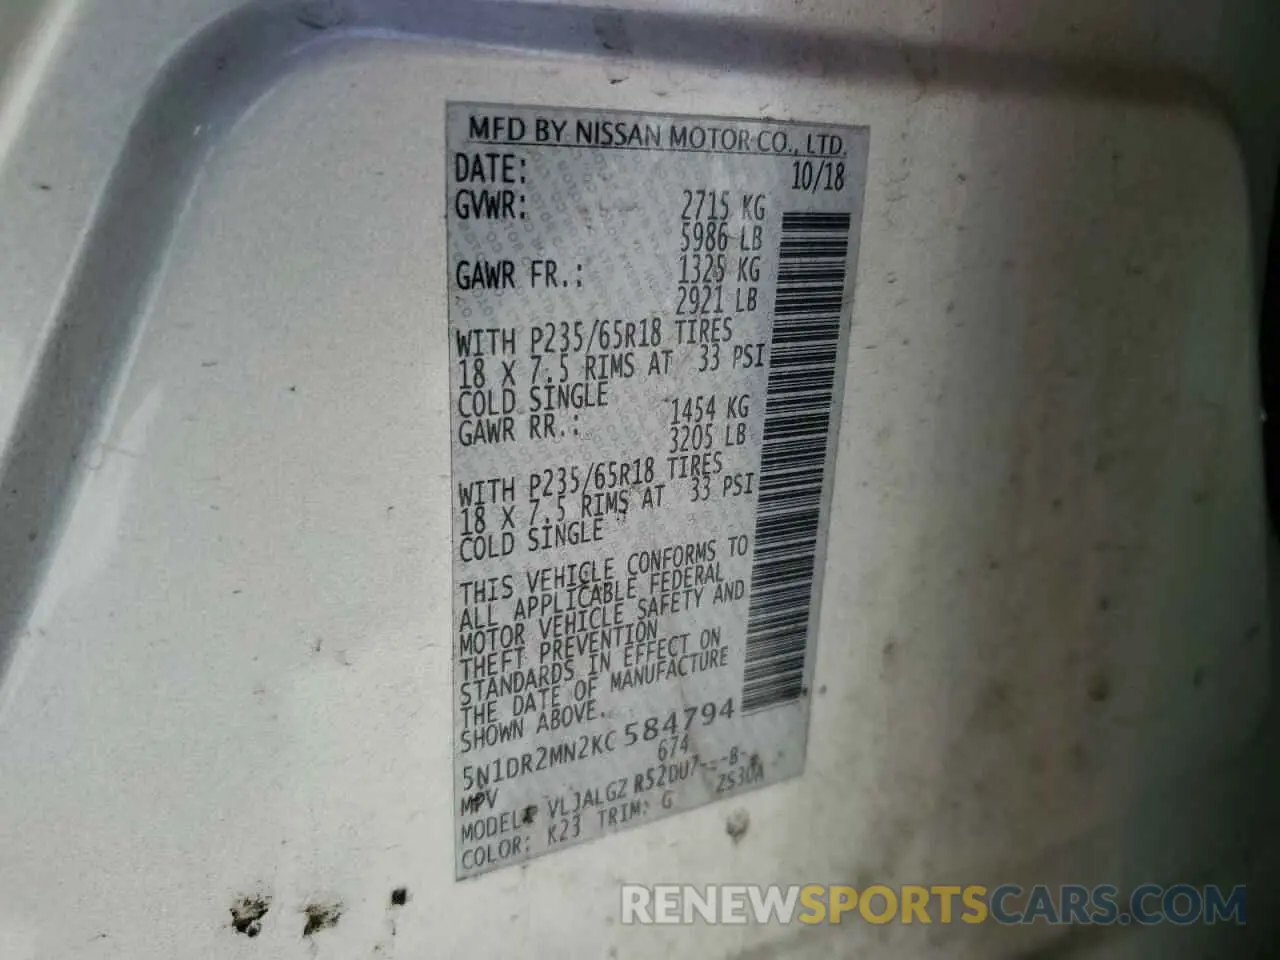 MFD BY NISSAN MOTOR CO., LTD.
DATE: 10/18
GVWR: 2715 KG
5986 LB
GAWR FR.: 1325 KG
2921 LB
WITH P235/65R18 TIRES
18 X 7.5 RIMS AT 33 PSI
COLD SINGLE
GAWR RR.: 1454 KG
3205 LB
WITH P235/65R18 TIRES
18 X 7.5 RIMS AT 33 PSI
COLD SINGLE
THIS VEHICLE CONFORMS TO
ALL APPLICABLE FEDERAL
MOTOR VEHICLE SAFETY AND
THEFT PREVENTION
STANDARDS IN EFFECT ON
THE DATE OF MANUFACTURE
SHOWN ABOVE.
5N1DR2MN2KC584794
MPV 674
MODEL: VLJALGZ R52DU7---B-
COLOR: K23 TRIM: G 2S30A
RENEWSPORTSCARS.COM